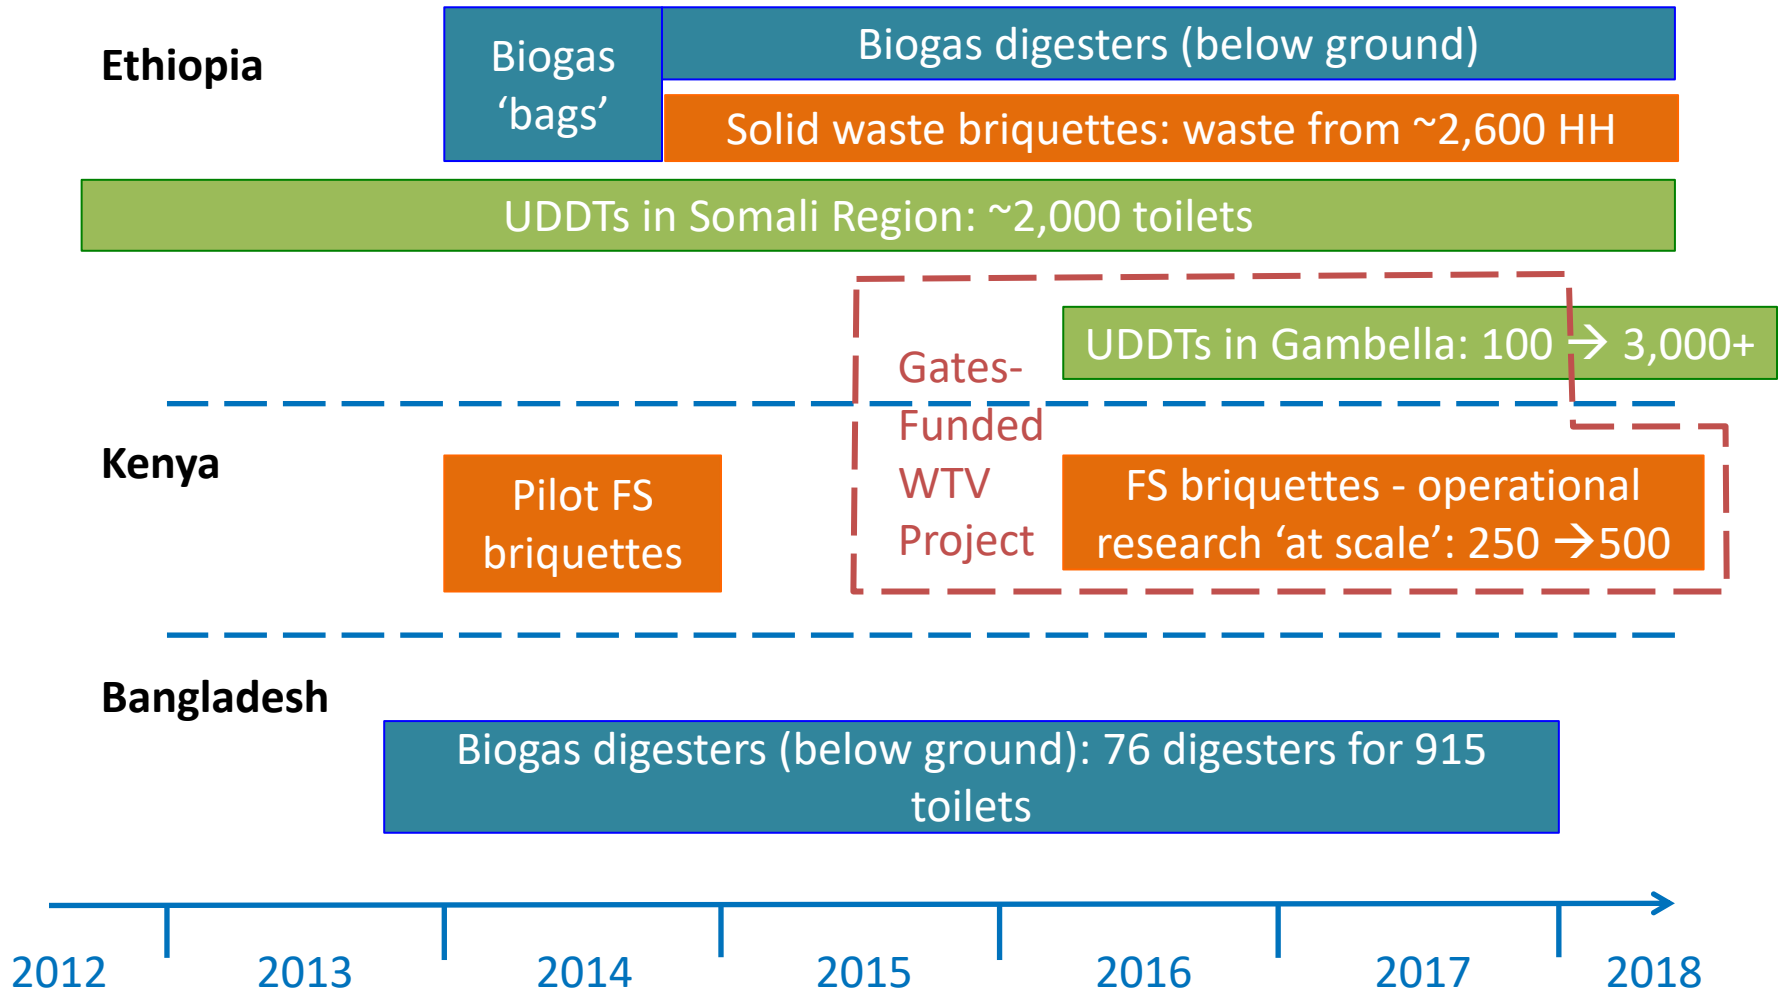 Ethiopia
Biogas
‘bags’
Biogas digesters (below ground)
Solid waste briquettes: waste from ~2,600 HH
UDDTs in Somali Region: ~2,000 toilets
UDDTs in Gambella: 100 → 3,000+
Gates-
Funded
WTV
Project
Kenya
Pilot FS
briquettes
FS briquettes - operational
research ‘at scale’: 250 →500
Bangladesh
Biogas digesters (below ground): 76 digesters for 915
toilets
2012 2013 2014 2015 2016 2017 2018